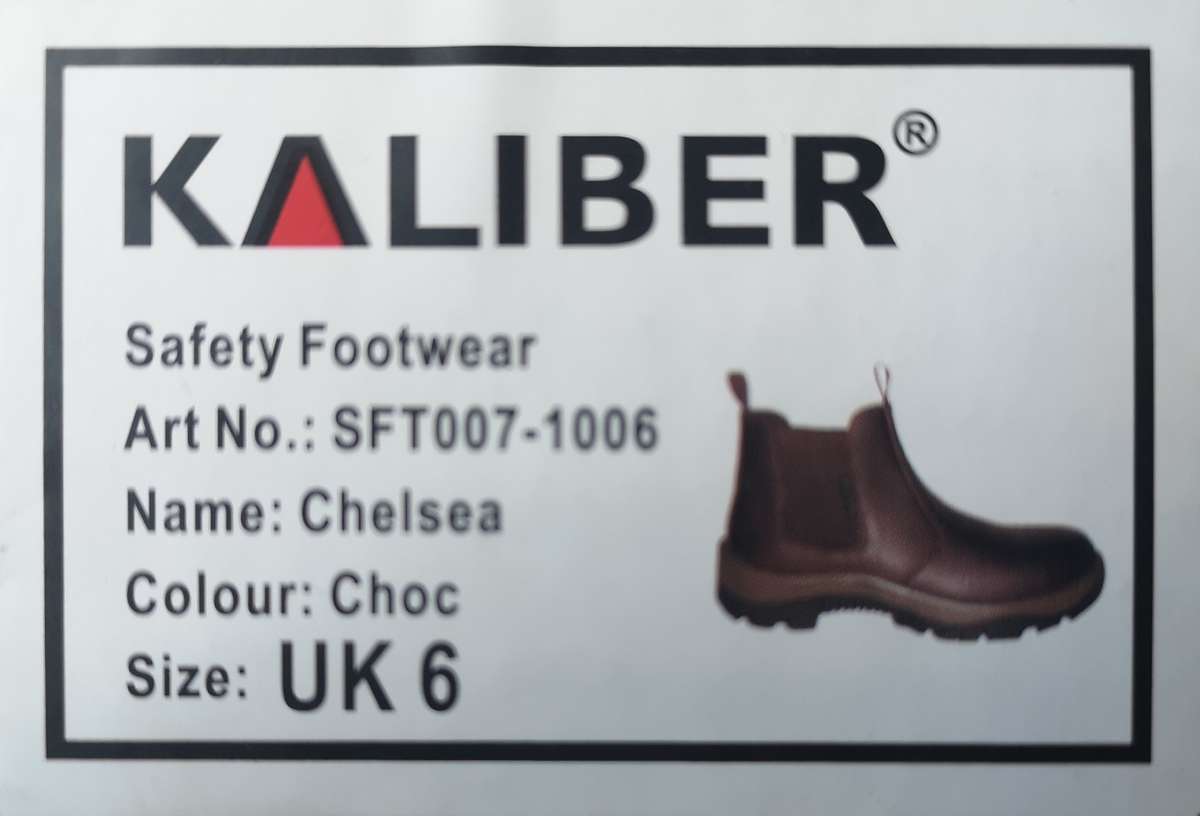 KALIBER®
Safety Footwear
Art No.: SFT007-1006
Name: Chelsea
Colour: Choc
Size: UK 6